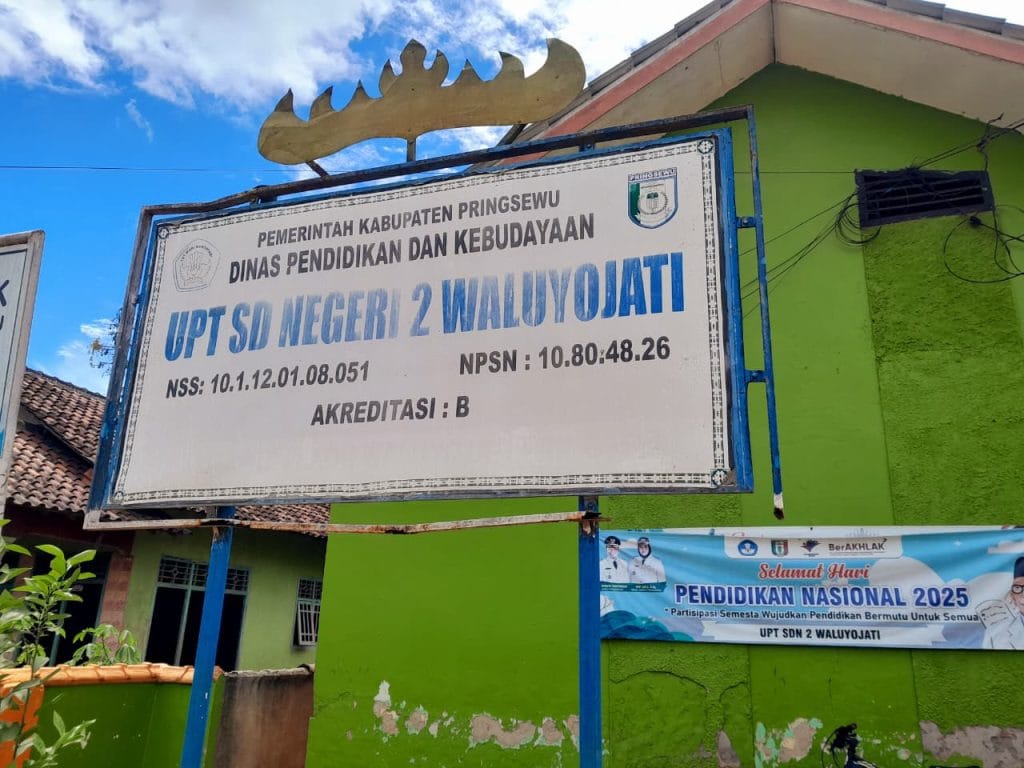 PRINGSEWU
PEMERINTAH KABUPATEN PRINGSEWU
DINAS PENDIDIKAN DAN KEBUDAYAAN
UPT SD NEGERI 2 WALUYOJATI
NSS: 10.1.12.01.08.051
NPSN : 10.80.48.26
AKREDITASI : B
K
BerAKHLAK
Selamat Hari
PENDIDIKAN NASIONAL 2025
" Partisipasi Semesta Wujudkan Pendidikan Bermutu Untuk Semua
UPT SDN 2 WALUYOJATI